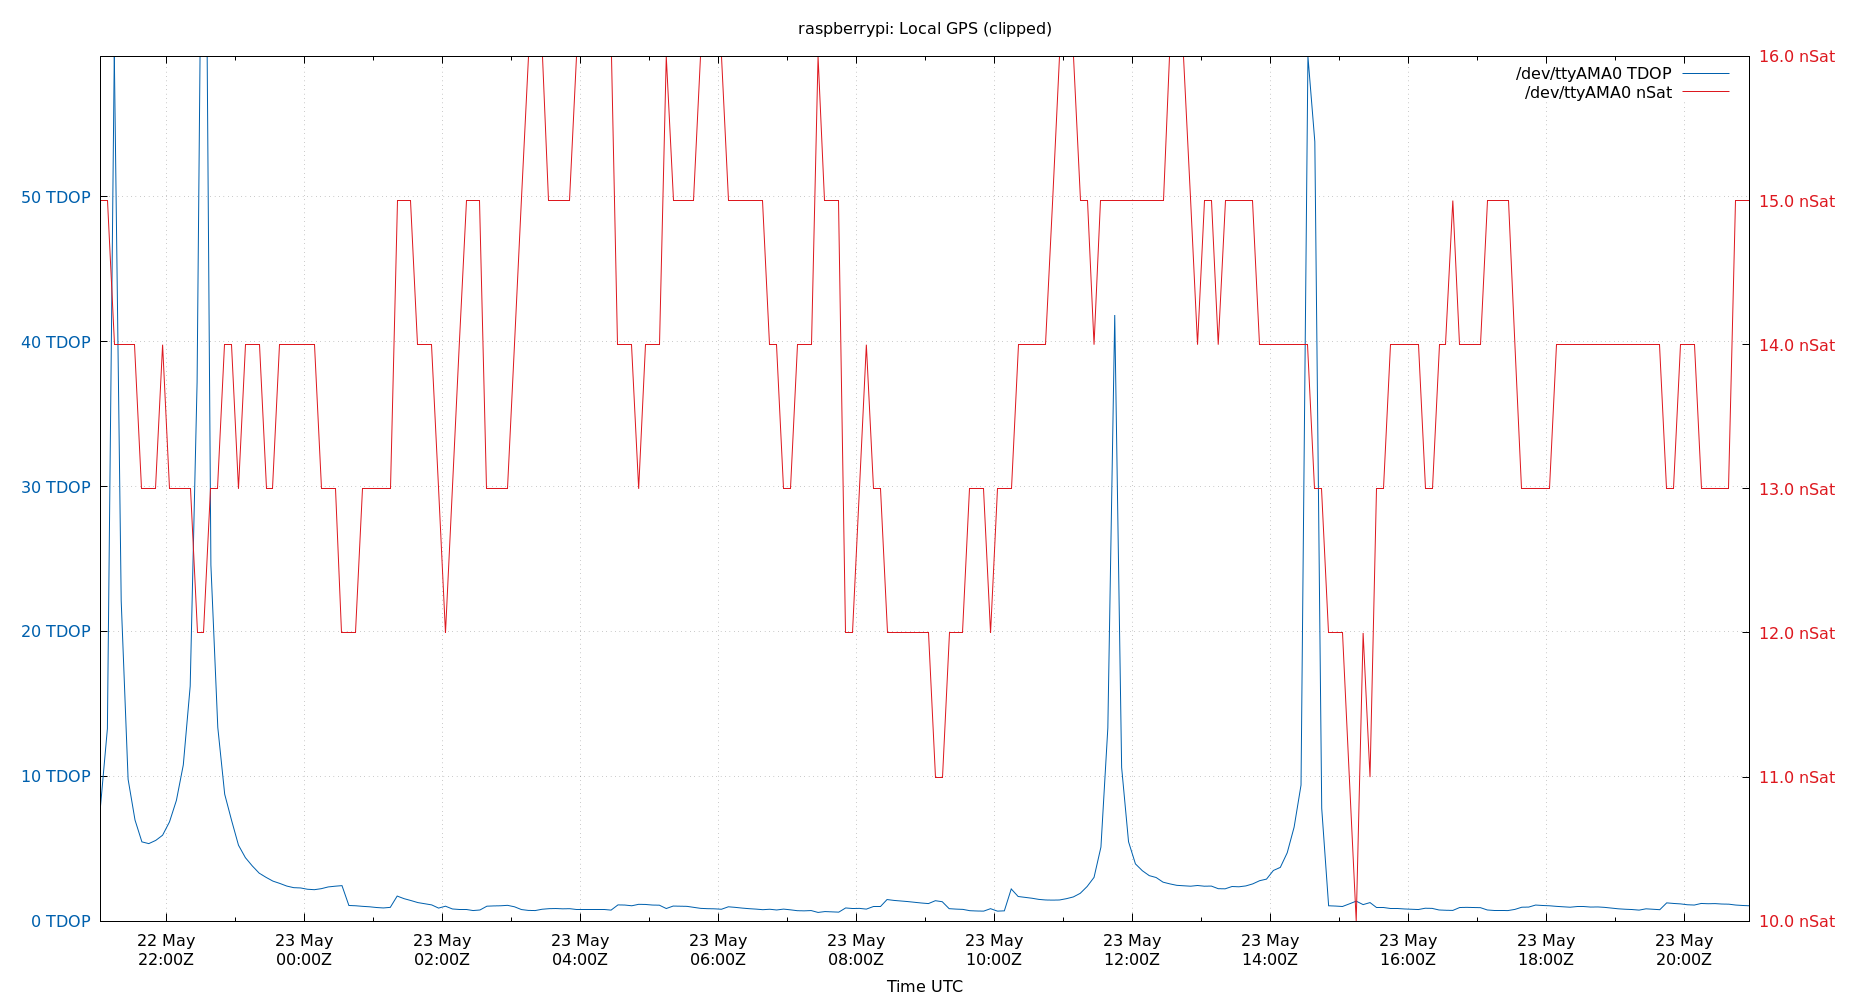 raspberrypi: Local GPS (clipped)
/dev/ttyAMA0 TDOP
/dev/ttyAMA0 nSat
50 TDOP
40 TDOP
30 TDOP
20 TDOP
10 TDOP
0 TDOP
16.0 nSat
15.0 nSat
14.0 nSat
13.0 nSat
12.0 nSat
11.0 nSat
10.0 nSat
22 May
22:00Z
23 May
00:00Z
23 May
02:00Z
23 May
04:00Z
23 May
06:00Z
23 May
08:00Z
23 May
10:00Z
23 May
12:00Z
23 May
14:00Z
23 May
16:00Z
23 May
18:00Z
23 May
20:00Z
Time UTC